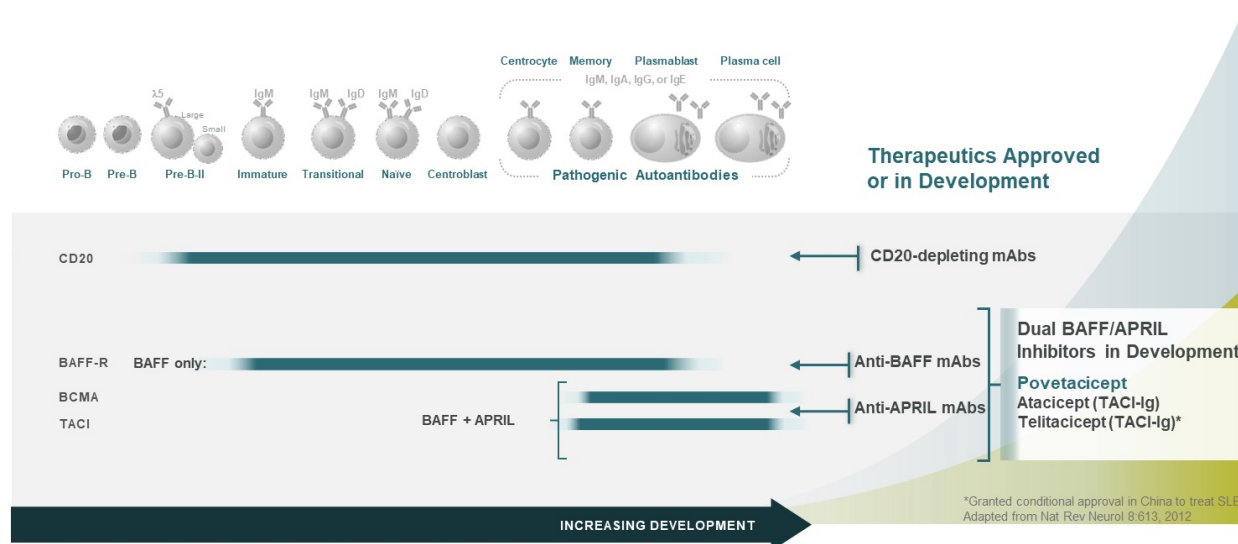 Centrocyte Memory Plasmablast Plasma cell
IgM, IgA, IgG, or IgE
λ5 IgM IgM IgD IgM IgD
Large
Small
Pro-B Pre-B Pre-B-II Immature Transitional Naïve Centroblast Pathogenic Autoantibodies
Therapeutics Approved
or in Development
CD20
CD20-depleting mAbs
BAFF-R BAFF only:
Anti-BAFF mAbs
BCMA
TACI
BAFF + APRIL
Anti-APRIL mAbs
Dual BAFF/APRIL
Inhibitors in Development
Povetacicept
Atacicept (TACI-Ig)
Telitacicept (TACI-Ig)*
*Granted conditional approval in China to treat SLE
Adapted from Nat Rev Neurol 8:613, 2012
INCREASING DEVELOPMENT